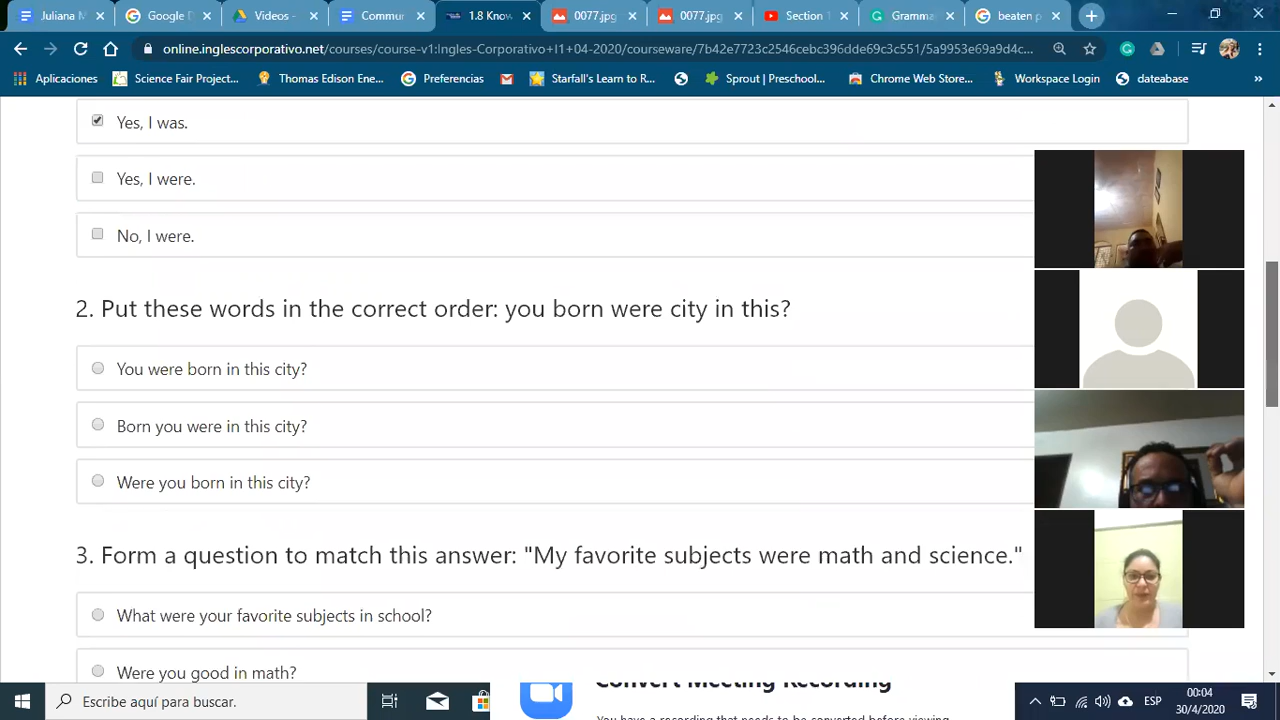 Juliana M
Google D
Videos -
Commur
1.8 Know
0077.jpg
0077.jpg
Section 1
Gramma
beaten p
online.inglescorporativo.net/courses/course-v1:Ingles-Corporativo+I1+04-2020/courseware/7b42e7723c2546cebc396dde69c3c551/5a9953e69a9d4c...
Aplicaciones
Science Fair Project...
Thomas Edison Ene...
Preferencias
Starfall's Learn to R...
Sprout | Preschool...
Chrome Web Store...
Workspace Login
dateabase
»
Yes, I was.
Yes, I were.
No, I were.
2. Put these words in the correct order: you born were city in this?
You were born in this city?
Born you were in this city?
Were you born in this city?
3. Form a question to match this answer: "My favorite subjects were math and science."
What were your favorite subjects in school?
Were you good in math?
Convert Meeting Recording
You have a recording that needs to be converted before viewing
Escribe aquí para buscar.
ESP
00:04
30/4/2020